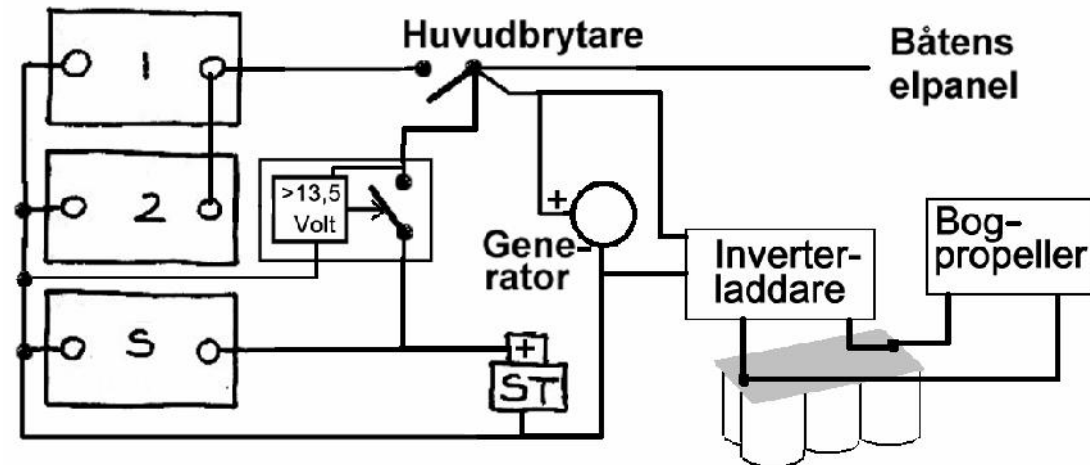 1
Huvudbrytare
Båtens
elpanel
2
>13,5
Volt
+
-
Gene-
rator
Inverter-
laddare
Bog-
propeller
S
+
ST